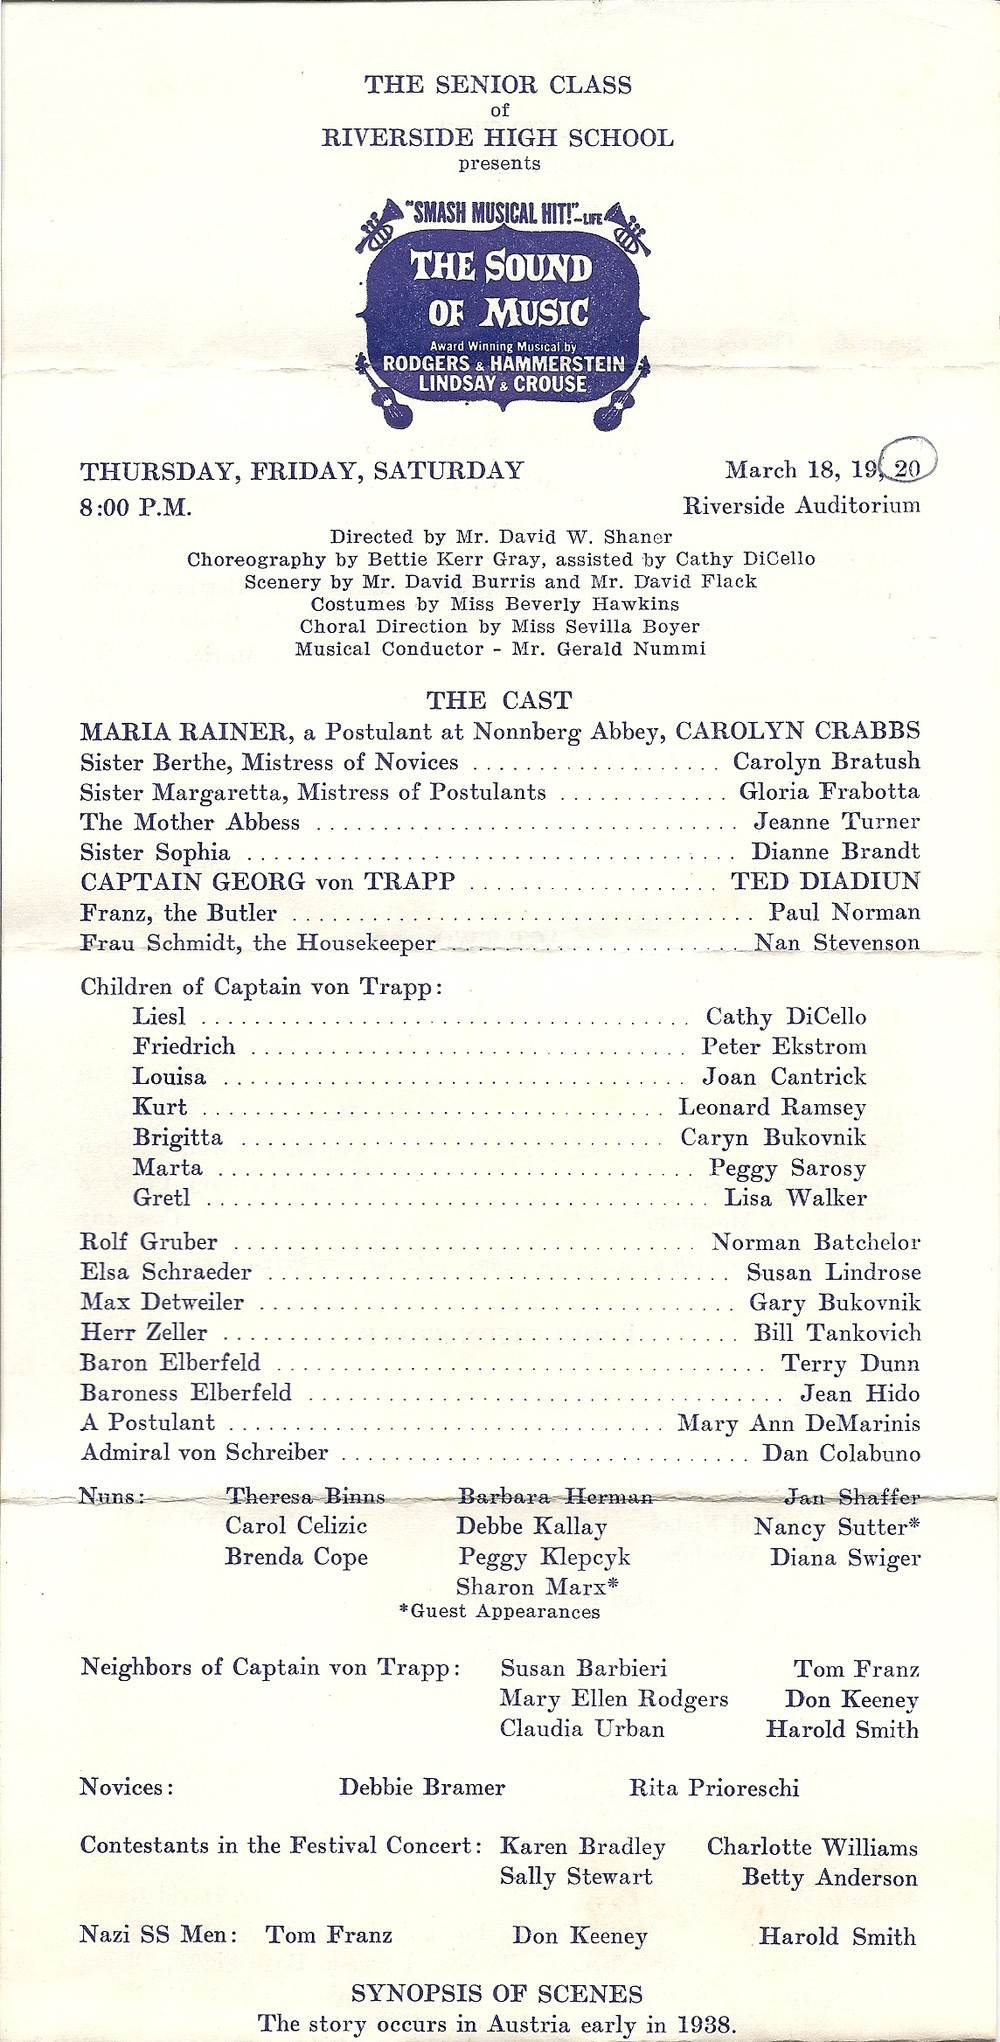 THE SENIOR CLASS
of
RIVERSIDE HIGH SCHOOL
presents
"SMASH MUSICAL HIT!"-LIFE
THE SOUND
OF MUSIC
Award Winning Musical by
RODGERS & HAMMERSTEIN
LINDSAY & CROUSE
THURSDAY, FRIDAY, SATURDAY March 18, 19, 20
8:00 P.M. Riverside Auditorium
Directed by Mr. David W. Shaner
Choreography by Bettie Kerr Gray, assisted by Cathy DiCello
Scenery by Mr. David Burris and Mr. David Flack
Costumes by Miss Beverly Hawkins
Choral Direction by Miss Sevilla Boyer
Musical Conductor - Mr. Gerald Nummi
THE CAST
MARIA RAINER, a Postulant at Nonnberg Abbey, CAROLYN CRABBS
Sister Berthe, Mistress of Novices .................. Carolyn Bratush
Sister Margaretta, Mistress of Postulants ............ Gloria Frabotta
The Mother Abbess .............................. Jeanne Turner
Sister Sophia ................................... Dianne Brandt
CAPTAIN GEORG von TRAPP .................. TED DIADIUN
Franz, the Butler ................................. Paul Norman
Frau Schmidt, the Housekeeper ...................... Nan Stevenson
Children of Captain von Trapp:
Liesl ................................... Cathy DiCello
Friedrich ............................... Peter Ekstrom
Louisa ................................. Joan Cantrick
Kurt ................................. Leonard Ramsey
Brigitta .............................. Caryn Bukovnik
Marta .................................. Peggy Sarosy
Gretl .................................... Lisa Walker
Rolf Gruber ................................. Norman Batchelor
Elsa Schraeder ................................. Susan Lindrose
Max Detweiler .................................. Gary Bukovnik
Herr Zeller ..................................... Bill Tankovich
Baron Elberfeld ................................... Terry Dunn
Baroness Elberfeld .................................. Jean Hido
A Postulant ............................... Mary Ann DeMarinis
Admiral von Schreiber ............................. Dan Colabuno
Nuns: Theresa Binns Barbara Herman Jan Shaffer
Carol Celizic Debbe Kallay Nancy Sutter*
Brenda Cope Peggy Klepcyk Diana Swiger
Sharon Marx*
*Guest Appearances
Neighbors of Captain von Trapp: Susan Barbieri Tom Franz
Mary Ellen Rodgers Don Keeney
Claudia Urban Harold Smith
Novices: Debbie Bramer Rita Prioreschi
Contestants in the Festival Concert: Karen Bradley Charlotte Williams
Sally Stewart Betty Anderson
Nazi SS Men: Tom Franz Don Keeney Harold Smith
SYNOPSIS OF SCENES
The story occurs in Austria early in 1938.